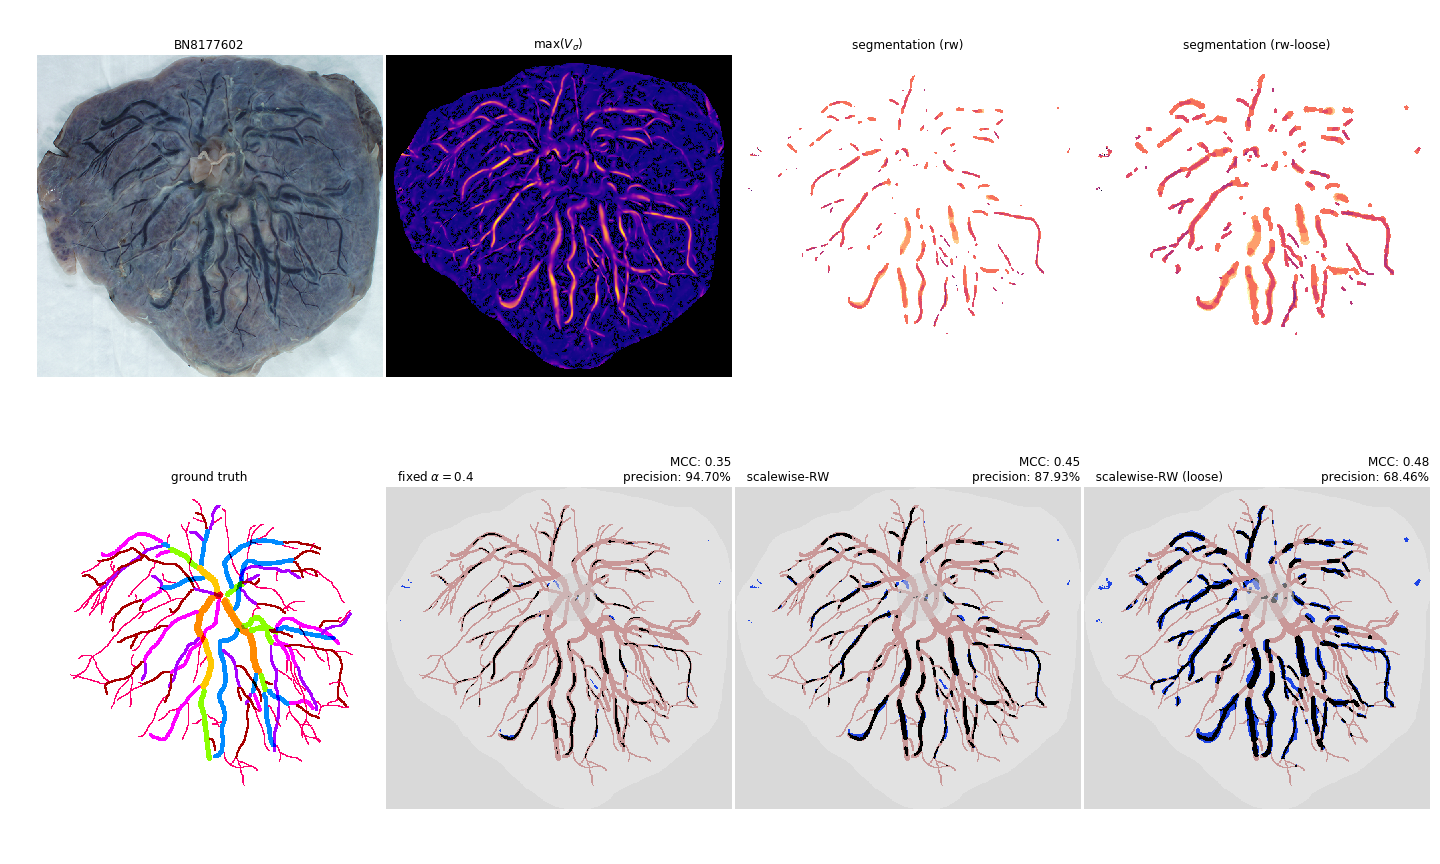 BN8177602
max(V_σ)
segmentation (rw)
segmentation (rw-loose)
ground truth
fixed α = 0.4
MCC: 0.35
precision: 94.70%
scalewise-RW
MCC: 0.45
precision: 87.93%
scalewise-RW (loose)
MCC: 0.48
precision: 68.46%